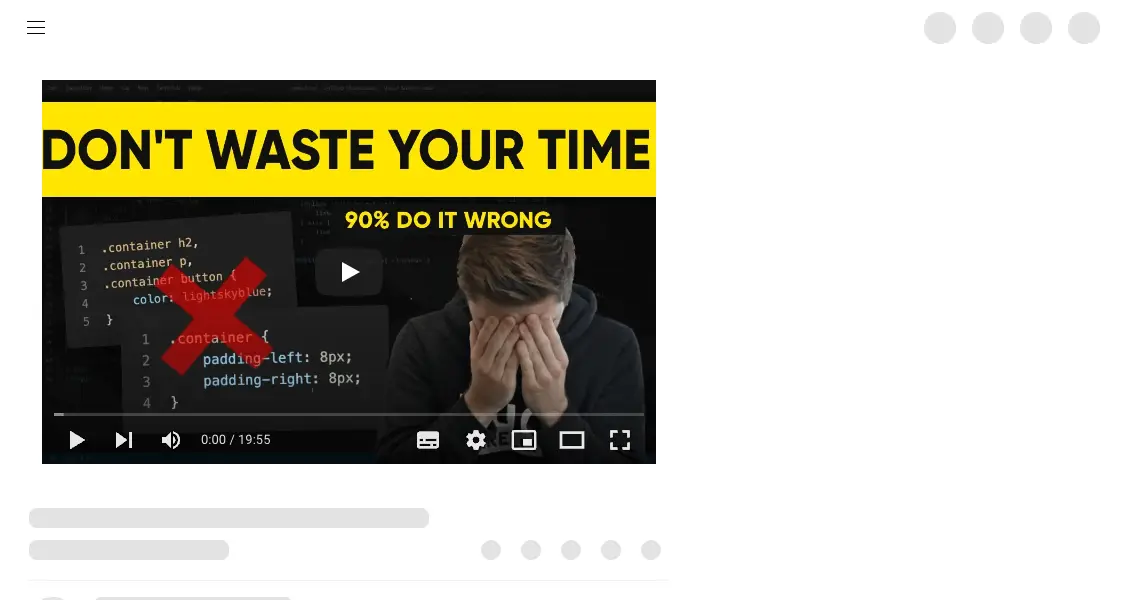 DON'T WASTE YOUR TIME
90% DO IT WRONG
1 .container h2,
2 .container p,
3 .container button {
4 color: lightskyblue;
5 }
1 .container {
2 padding-left: 8px;
3 padding-right: 8px;
4 }
0:00 / 19:55